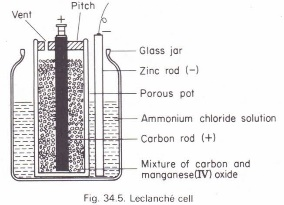 Pitch
Vent
+
−
Glass jar
Zinc rod (−)
Porous pot
Ammonium chloride solution
Carbon rod (+)
Mixture of carbon and
manganese(IV) oxide
Fig. 34.5. Leclanché cell